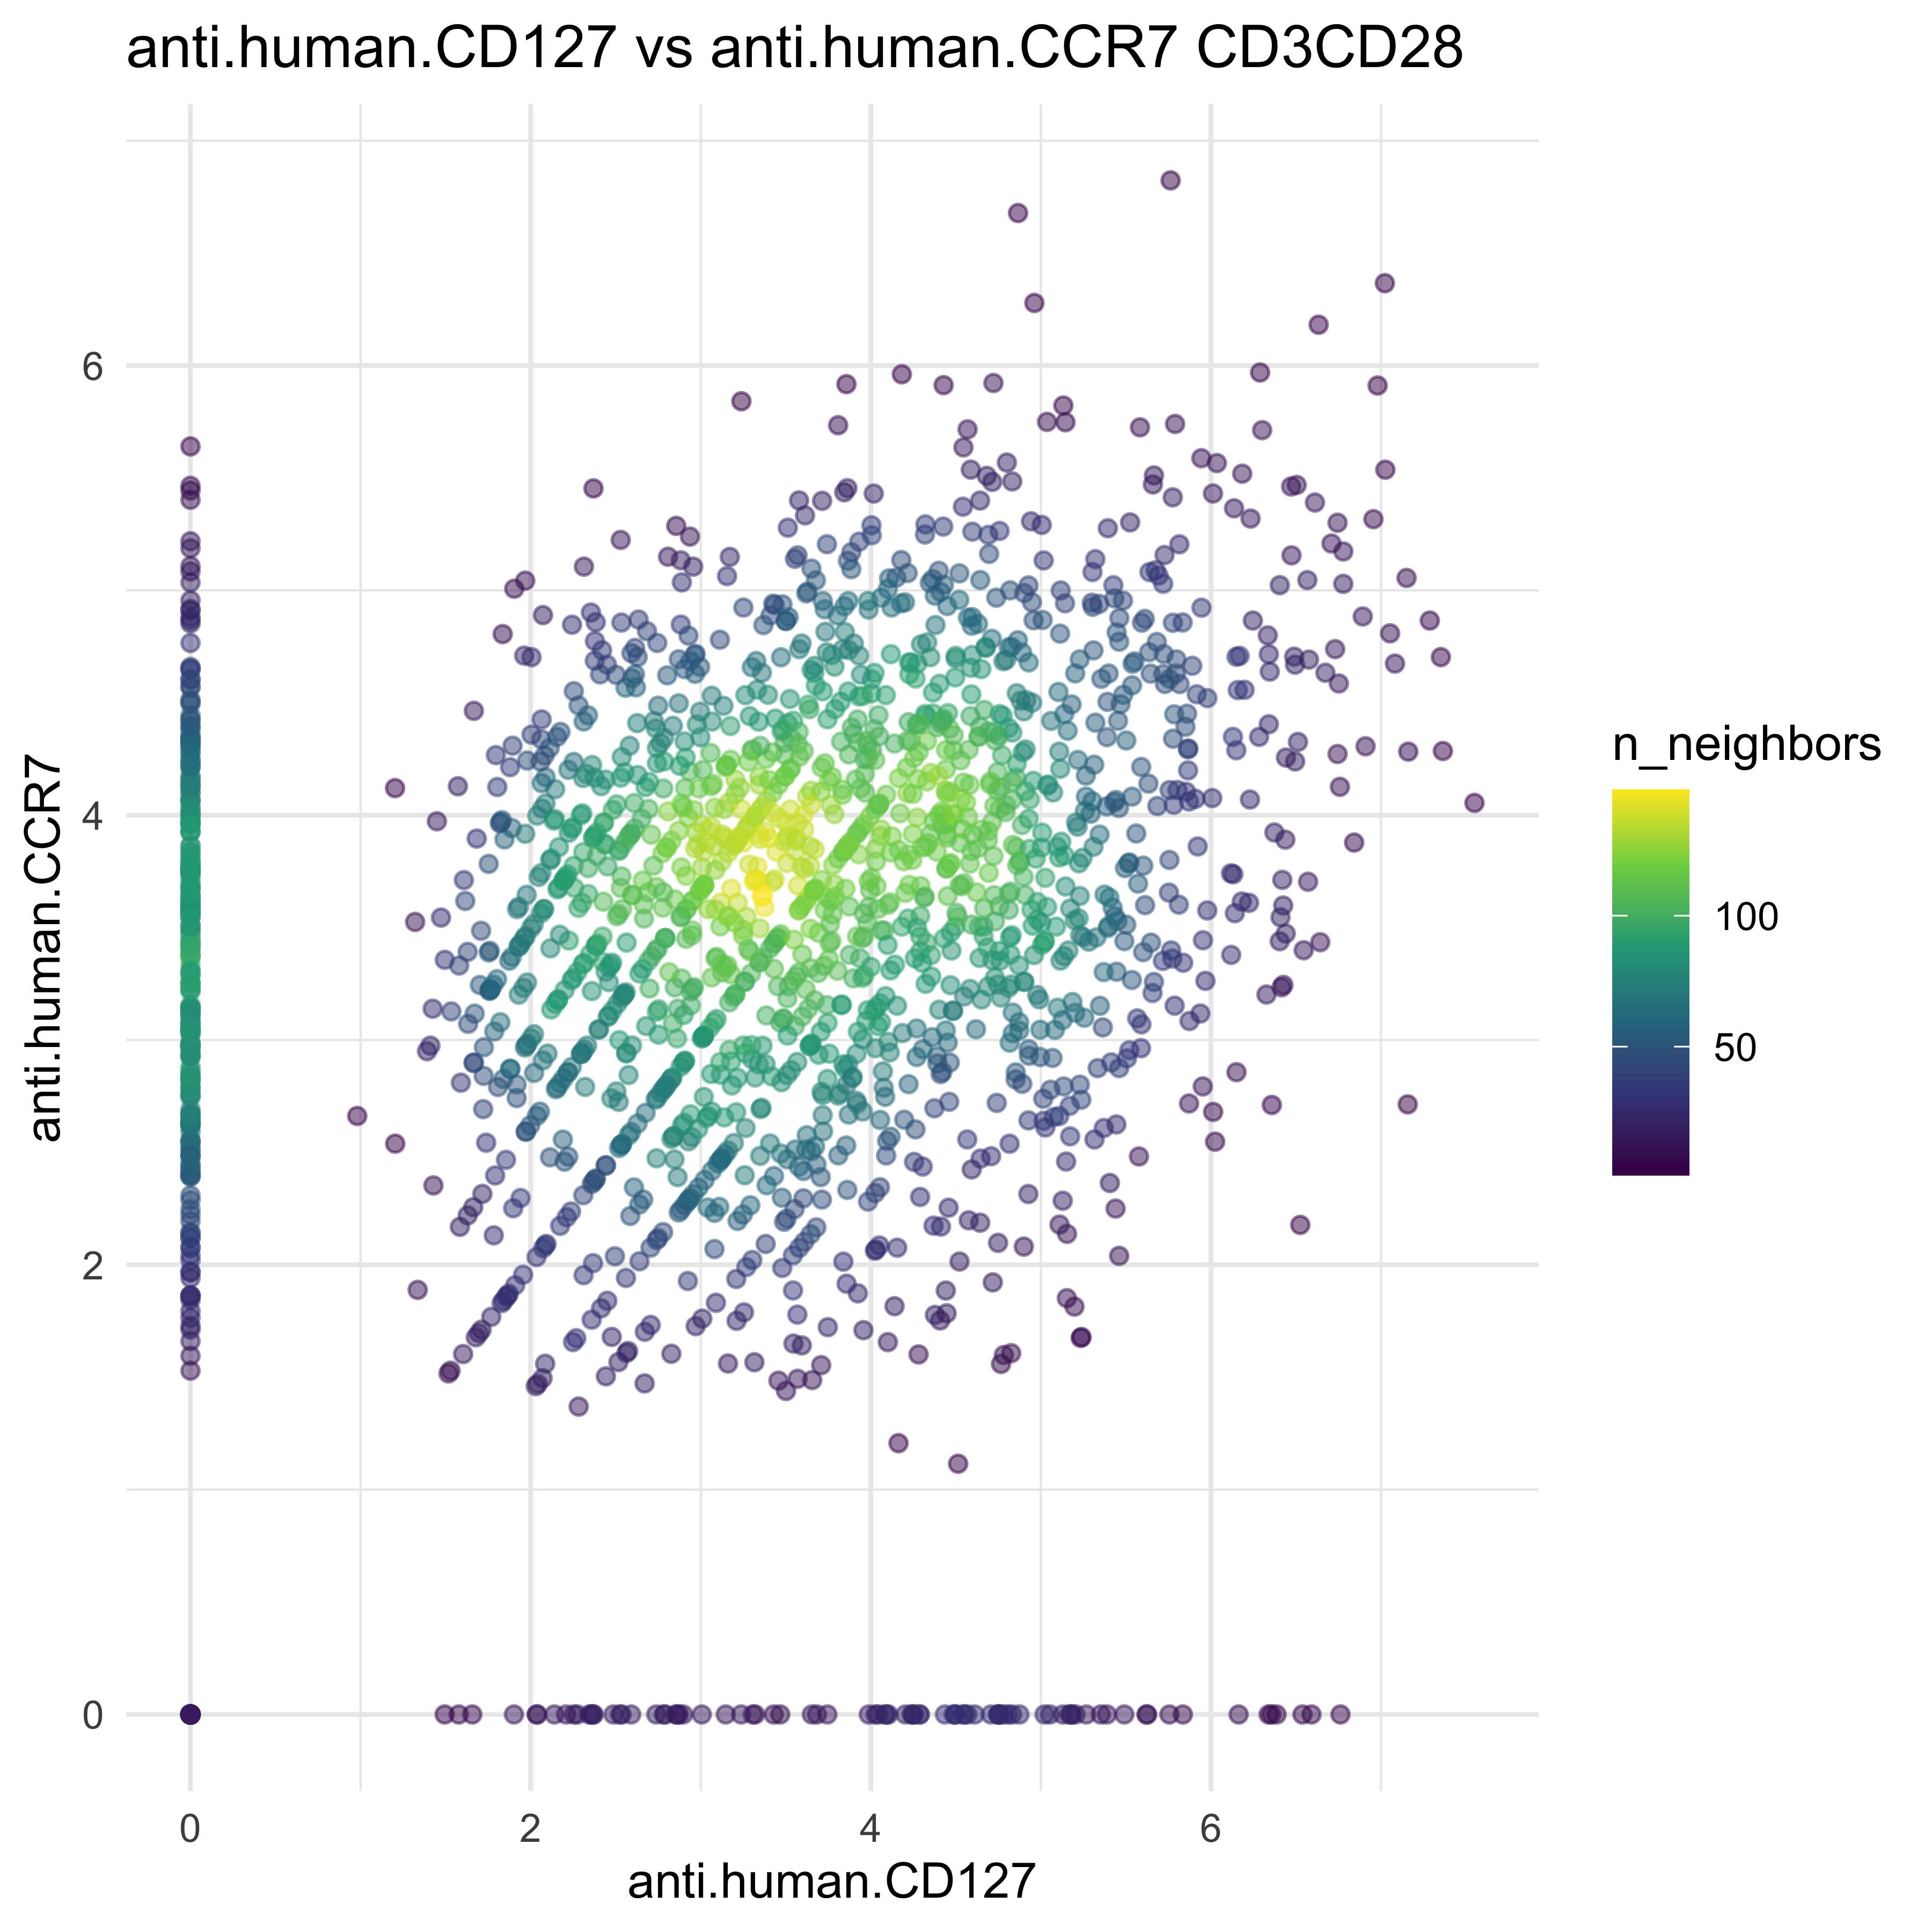 anti.human.CD127 vs anti.human.CCR7 CD3CD28
6
4
2
0
anti.human.CCR7
0 2 4 6
anti.human.CD127
n_neighbors
100
50